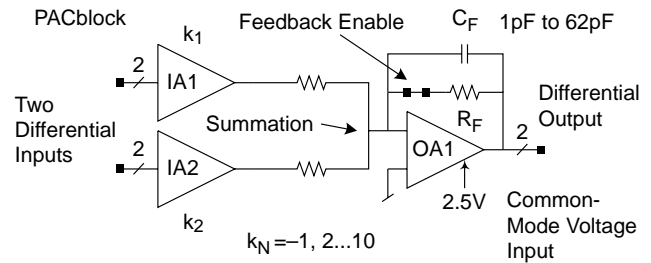 PACblock
k1
Feedback Enable
CF
1pF to 62pF
2
IA1
Two
Differential
Inputs
Summation
RF
Differential
Output
2
IA2
OA1
2
k2
2.5V
Common-
Mode Voltage
Input
kN=–1, 2...10